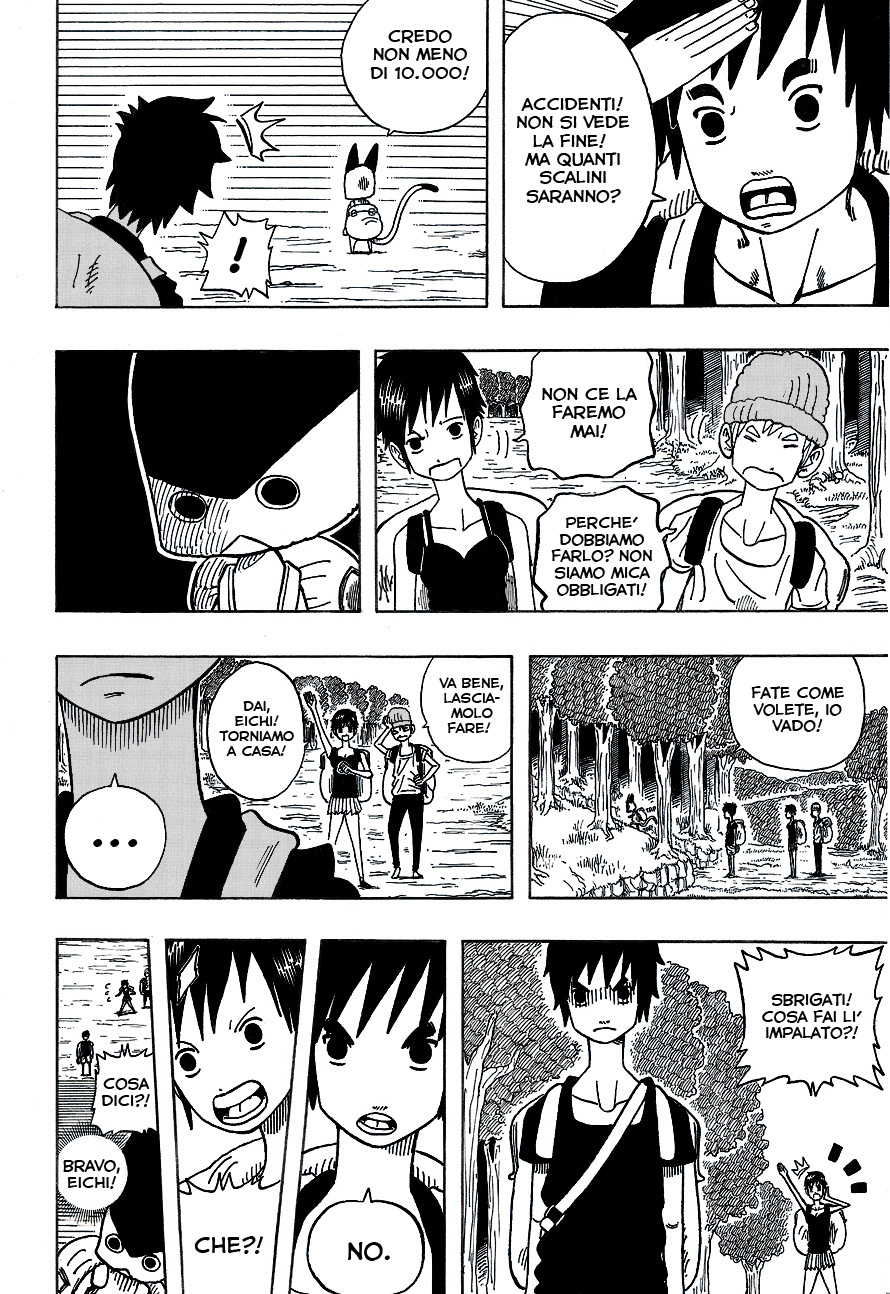 ACCIDENTI!
NON SI VEDE
LA FINE!
MA QUANTI
SCALINI
SARANNO?
CREDO
NON MENO
DI 10.000!
!
NON CE LA
FAREMO
MAI!
PERCHE'
DOBBIAMO
FARLO? NON
SIAMO MICA
OBBLIGATI!
FATE COME
VOLETE, IO
VADO!
VA BENE,
LASCIA-
MOLO
FARE!
DAI,
EICHI!
TORNIAMO
A CASA!
...
SBRIGATI!
COSA FAI LI'
IMPALATO?!
NO.
CHE?!
COSA
DICI?!
BRAVO,
EICHI!